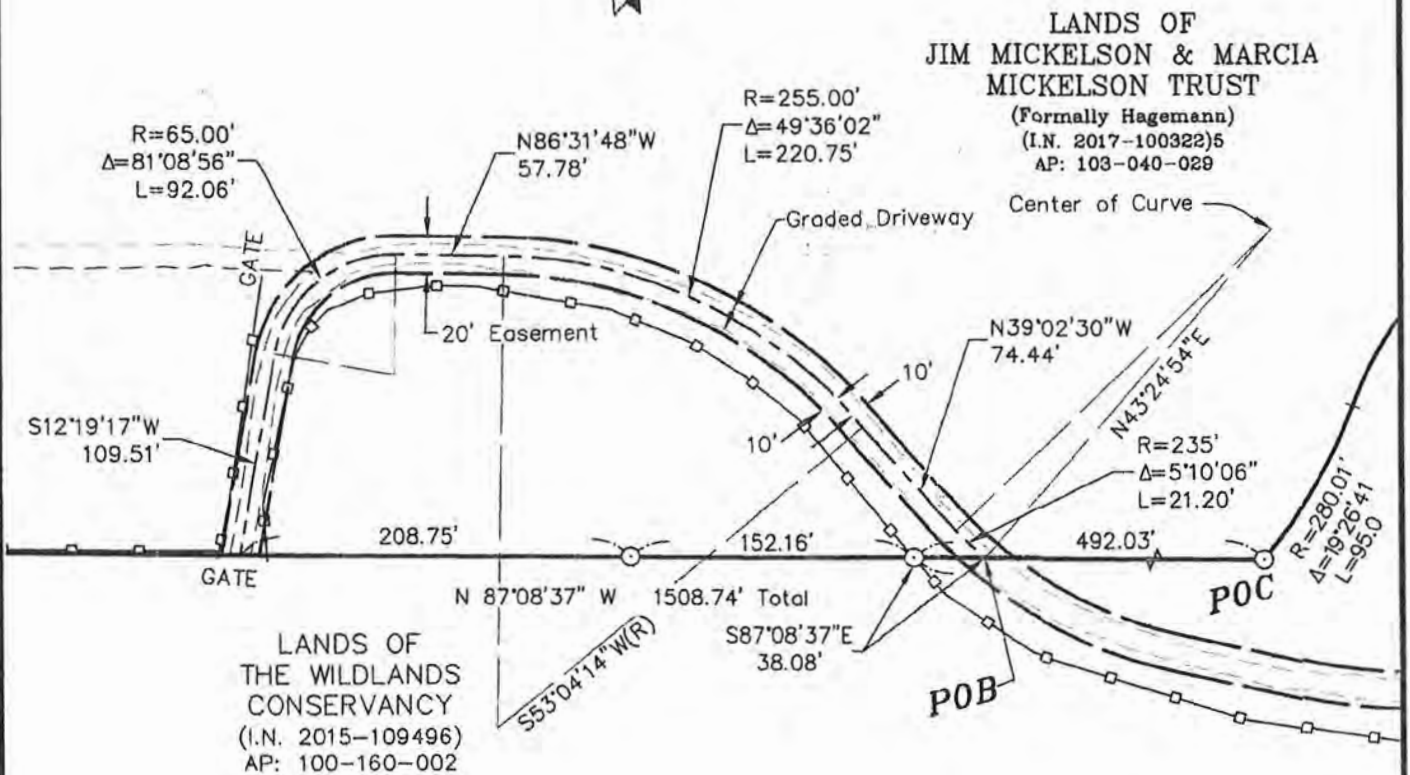 LANDS OF
JIM MICKELSON & MARCIA
MICKELSON TRUST
(Formally Hagemann)
(I.N. 2017-100322)5
AP: 103-040-029
R=65.00'
Δ=81°08'56"
L=92.06'
N86°31'48"W
57.78'
R=255.00'
Δ=49°36'02"
L=220.75'
Center of Curve
Graded Driveway
GATE
20' Easement
N39°02'30"W
74.44'
10'
10'
N43°24'54"E
S12°19'17"W
109.51'
R=235'
Δ=5°10'06"
L=21.20'
R=280.01'
Δ=19°26'41
L=95.0
208.75'
152.16'
492.03'
GATE
N 87°08'37" W 1508.74' Total
POC
S87°08'37"E
38.08'
S53°04'14"W(R)
POB
LANDS OF
THE WILDLANDS
CONSERVANCY
(I.N. 2015-109496)
AP: 100-160-002